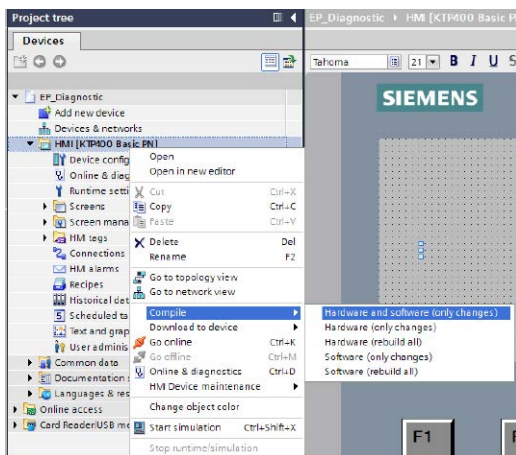 Project tree
EP_Diagnostic
HMI [KTP400 Basic P
Devices
Tahoma
21
B I U S
SIEMENS
EP_Diagnostic
Add new device
Devices & networks
HMI [KTP400 Basic PN]
Device config
Online & diag
Runtime setti
Screens
Screen mana
HMI tags
Connections
HMI alarms
Recipes
Historical dat
Scheduled ta
Text and grap
User adminis
Common data
Documentation s
Languages & res
Online access
Card Reader/USB me
Open
Open in new editor
Cut Ctrl+X
Copy Ctrl+C
Paste Ctrl+V
Delete Del
Rename F2
Go to topology view
Go to network view
Compile
Download to device
Go online Ctrl+K
Go offline Ctrl+M
Online & diagnostics Ctrl+D
HMI Device maintenance
Change object color
Start simulation Ctrl+Shift+X
Stop runtime/simulation
Hardware and software (only changes)
Hardware (only changes)
Hardware (rebuild all)
Software (only changes)
Software (rebuild all)
F1